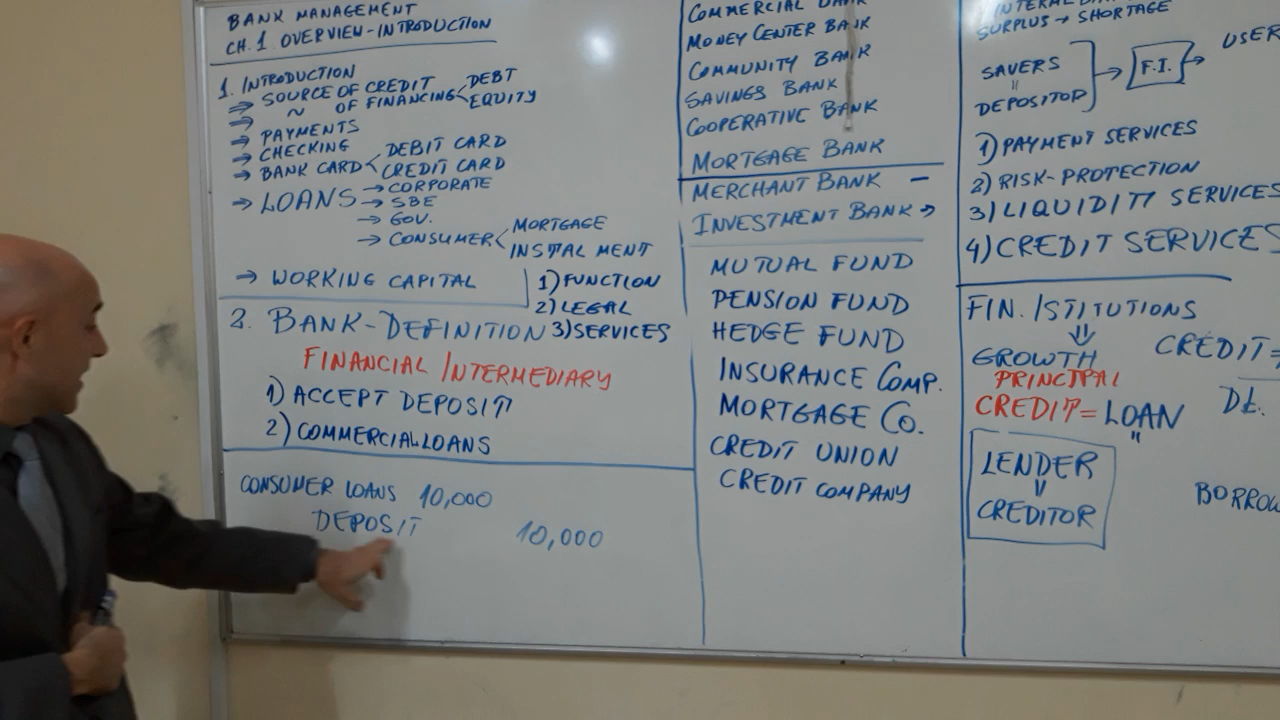 BANK MANAGEMENT
CH.1 OVERVIEW-INTRODUCTION
1. INTRODUCTION
⇒ SOURCE OF CREDIT
⇒ ~ OF FINANCING < DEBT
EQUITY
→ PAYMENTS
→ CHECKING
→ BANK CARD < DEBIT CARD
CREDIT CARD
→ LOANS → CORPORATE
→ SBE
→ GOV.
→ CONSUMER < MORTGAGE
INSTALMENT
→ WORKING CAPITAL
1) FUNCTION
2) LEGAL
3) SERVICES
2. BANK-DEFINITION
FINANCIAL INTERMEDIARY
1) ACCEPT DEPOSIT
2) COMMERCIAL LOANS
CONSUMER LOANS 10,000
DEPOSIT 10,000
COMMERCIAL BANK
MONEY CENTER BANK
COMMUNITY BANK
SAVINGS BANK
COOPERATIVE BANK
MORTGAGE BANK
MERCHANT BANK –
INVESTMENT BANK →
MUTUAL FUND
PENSION FUND
HEDGE FUND
INSURANCE COMP.
MORTGAGE CO.
CREDIT UNION
CREDIT COMPANY
SURPLUS → SHORTAGE
SAVERS
"
DEPOSITOR
→ F.I. → USER
1) PAYMENT SERVICES
2) RISK-PROTECTION
3) LIQUIDITY SERVICES
4) CREDIT SERVICES
FIN. ISTITUTIONS
⇓
GROWTH
PRINCIPAL
CREDIT = LOAN
"
LENDER
CREDITOR
CREDIT =
BORROW